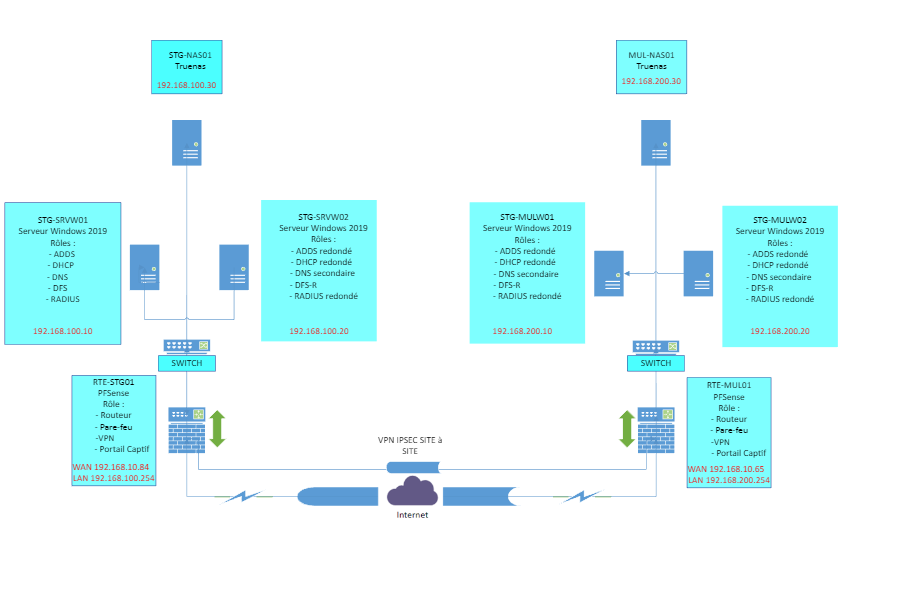 STG-NAS01
Truenas
192.168.100.30
MUL-NAS01
Truenas
192.168.200.30
STG-SRVW01
Serveur Windows 2019
Rôles :
- ADDS
- DHCP
- DNS
- DFS
- RADIUS
192.168.100.10
STG-SRVW02
Serveur Windows 2019
Rôles :
- ADDS redondé
- DHCP redondé
- DNS secondaire
- DFS-R
- RADIUS redondé
192.168.100.20
STG-MULW01
Serveur Windows 2019
Rôles :
- ADDS redondé
- DHCP redondé
- DNS secondaire
- DFS-R
- RADIUS redondé
192.168.200.10
STG-MULW02
Serveur Windows 2019
Rôles :
- ADDS redondé
- DHCP redondé
- DNS secondaire
- DFS-R
- RADIUS redondé
192.168.200.20
SWITCH
SWITCH
RTE-STG01
PFSense
Rôle :
- Routeur
- Pare-feu
-VPN
- Portail Captif
WAN 192.168.10.84
LAN 192.168.100.254
RTE-MUL01
PFSense
Rôle :
- Routeur
- Pare-feu
-VPN
- Portail Captif
WAN 192.168.10.65
LAN 192.168.200.254
VPN IPSEC SITE à
SITE
Internet